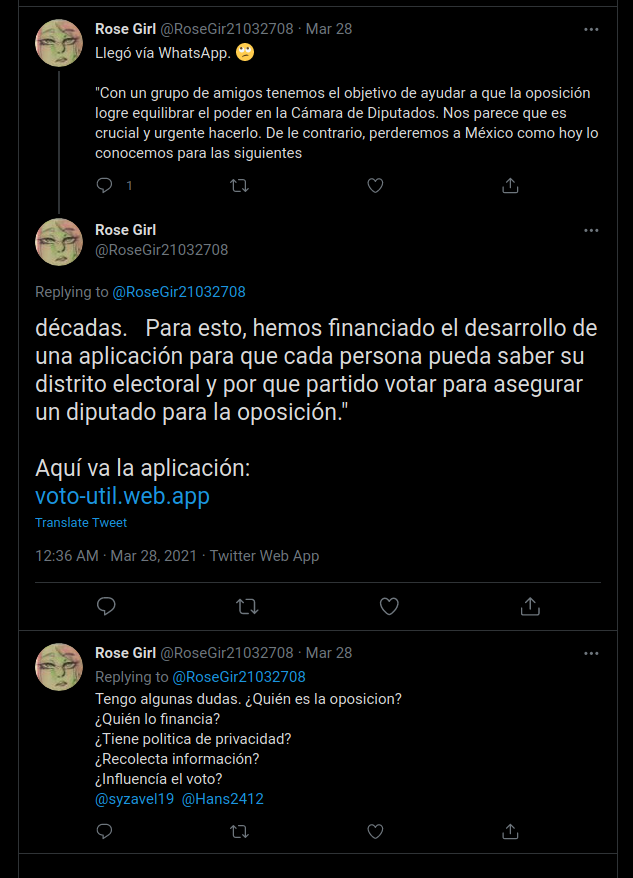 Rose Girl @RoseGir21032708 · Mar 28
Llegó vía WhatsApp. 🙄
"Con un grupo de amigos tenemos el objetivo de ayudar a que la oposición
logre equilibrar el poder en la Cámara de Diputados. Nos parece que es
crucial y urgente hacerlo. De le contrario, perderemos a México como hoy lo
conocemos para las siguientes
1
Rose Girl
@RoseGir21032708
Replying to @RoseGir21032708
décadas. Para esto, hemos financiado el desarrollo de
una aplicación para que cada persona pueda saber su
distrito electoral y por que partido votar para asegurar
un diputado para la oposición."
Aquí va la aplicación:
voto-util.web.app
Translate Tweet
12:36 AM · Mar 28, 2021 · Twitter Web App
Rose Girl @RoseGir21032708 · Mar 28
Replying to @RoseGir21032708
Tengo algunas dudas. ¿Quién es la oposicion?
¿Quién lo financia?
¿Tiene politica de privacidad?
¿Recolecta información?
¿Influencía el voto?
@syzavel19 @Hans2412